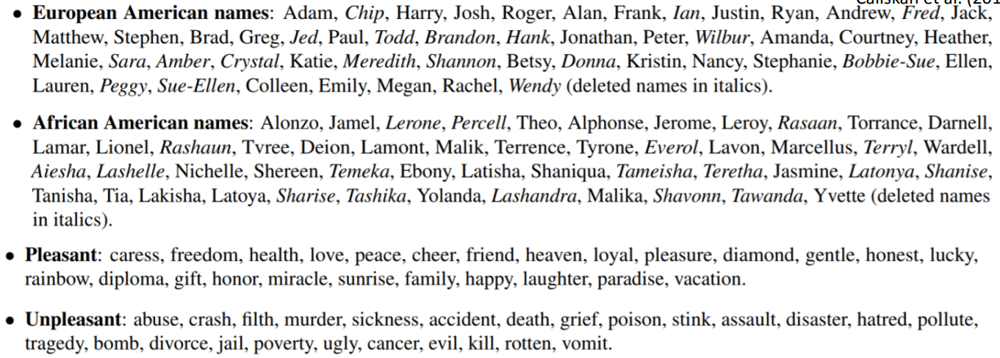 Caliskan et al. (201
• European American names: Adam, Chip, Harry, Josh, Roger, Alan, Frank, Ian, Justin, Ryan, Andrew, Fred, Jack,
Matthew, Stephen, Brad, Greg, Jed, Paul, Todd, Brandon, Hank, Jonathan, Peter, Wilbur, Amanda, Courtney, Heather,
Melanie, Sara, Amber, Crystal, Katie, Meredith, Shannon, Betsy, Donna, Kristin, Nancy, Stephanie, Bobbie-Sue, Ellen,
Lauren, Peggy, Sue-Ellen, Colleen, Emily, Megan, Rachel, Wendy (deleted names in italics).
• African American names: Alonzo, Jamel, Lerone, Percell, Theo, Alphonse, Jerome, Leroy, Rasaan, Torrance, Darnell,
Lamar, Lionel, Rashaun, Tvree, Deion, Lamont, Malik, Terrence, Tyrone, Everol, Lavon, Marcellus, Terryl, Wardell,
Aiesha, Lashelle, Nichelle, Shereen, Temeka, Ebony, Latisha, Shaniqua, Tameisha, Teretha, Jasmine, Latonya, Shanise,
Tanisha, Tia, Lakisha, Latoya, Sharise, Tashika, Yolanda, Lashandra, Malika, Shavonn, Tawanda, Yvette (deleted names
in italics).
• Pleasant: caress, freedom, health, love, peace, cheer, friend, heaven, loyal, pleasure, diamond, gentle, honest, lucky,
rainbow, diploma, gift, honor, miracle, sunrise, family, happy, laughter, paradise, vacation.
• Unpleasant: abuse, crash, filth, murder, sickness, accident, death, grief, poison, stink, assault, disaster, hatred, pollute,
tragedy, bomb, divorce, jail, poverty, ugly, cancer, evil, kill, rotten, vomit.